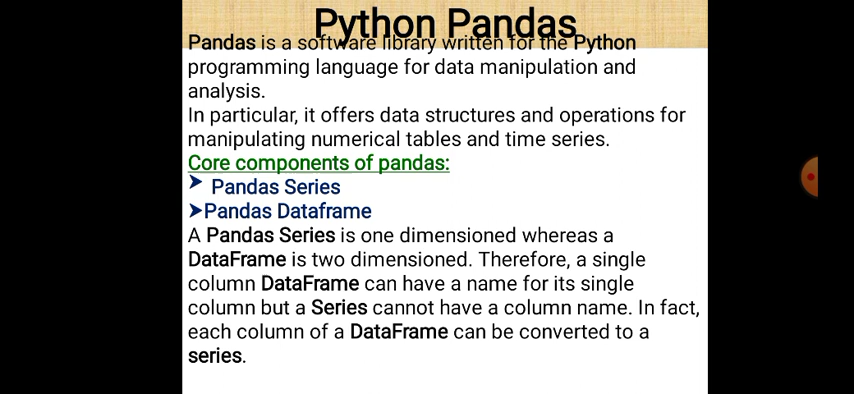 Python Pandas
Pandas is a software library written for the Python
programming language for data manipulation and
analysis.
In particular, it offers data structures and operations for
manipulating numerical tables and time series.
Core components of pandas:
➤ Pandas Series
➤Pandas Dataframe
A Pandas Series is one dimensioned whereas a
DataFrame is two dimensioned. Therefore, a single
column DataFrame can have a name for its single
column but a Series cannot have a column name. In fact,
each column of a DataFrame can be converted to a
series.